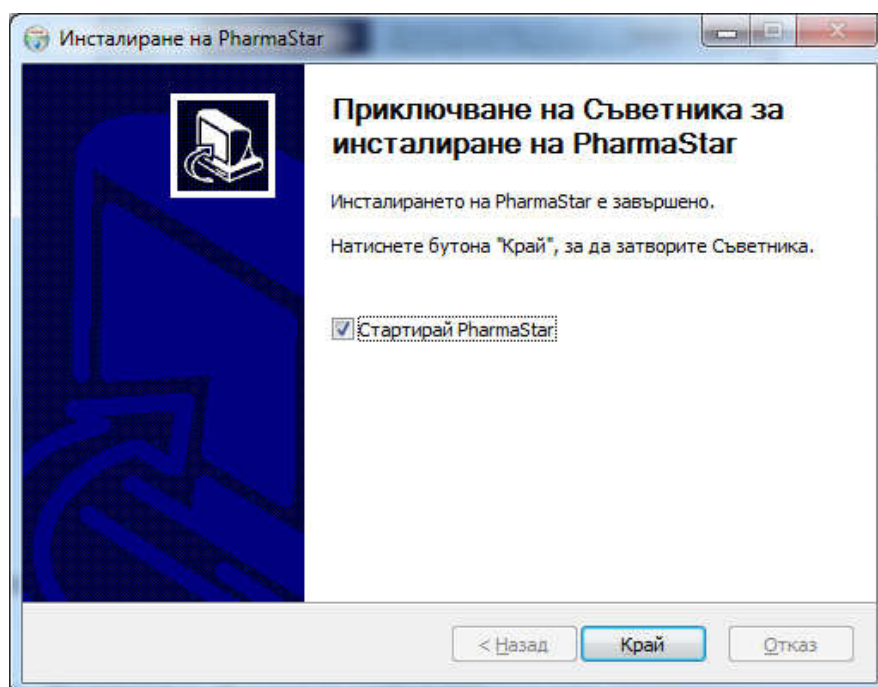 Инсталиране на PharmaStar
Приключване на Съветника за
инсталиране на PharmaStar
Инсталирането на PharmaStar е завършено.
Натиснете бутона "Край", за да затворите Съветника.
Стартирай PharmaStar
< Назад Край Отказ